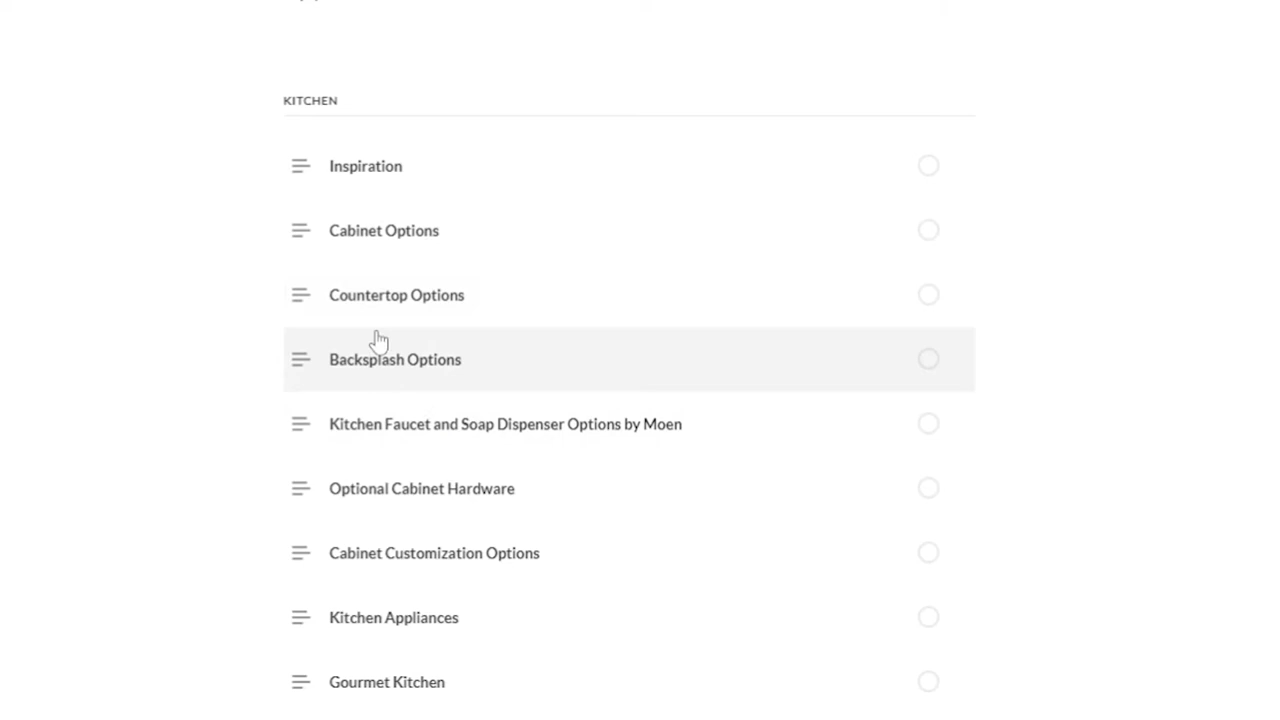 KITCHEN
Inspiration
Cabinet Options
Countertop Options
Backsplash Options
Kitchen Faucet and Soap Dispenser Options by Moen
Optional Cabinet Hardware
Cabinet Customization Options
Kitchen Appliances
Gourmet Kitchen